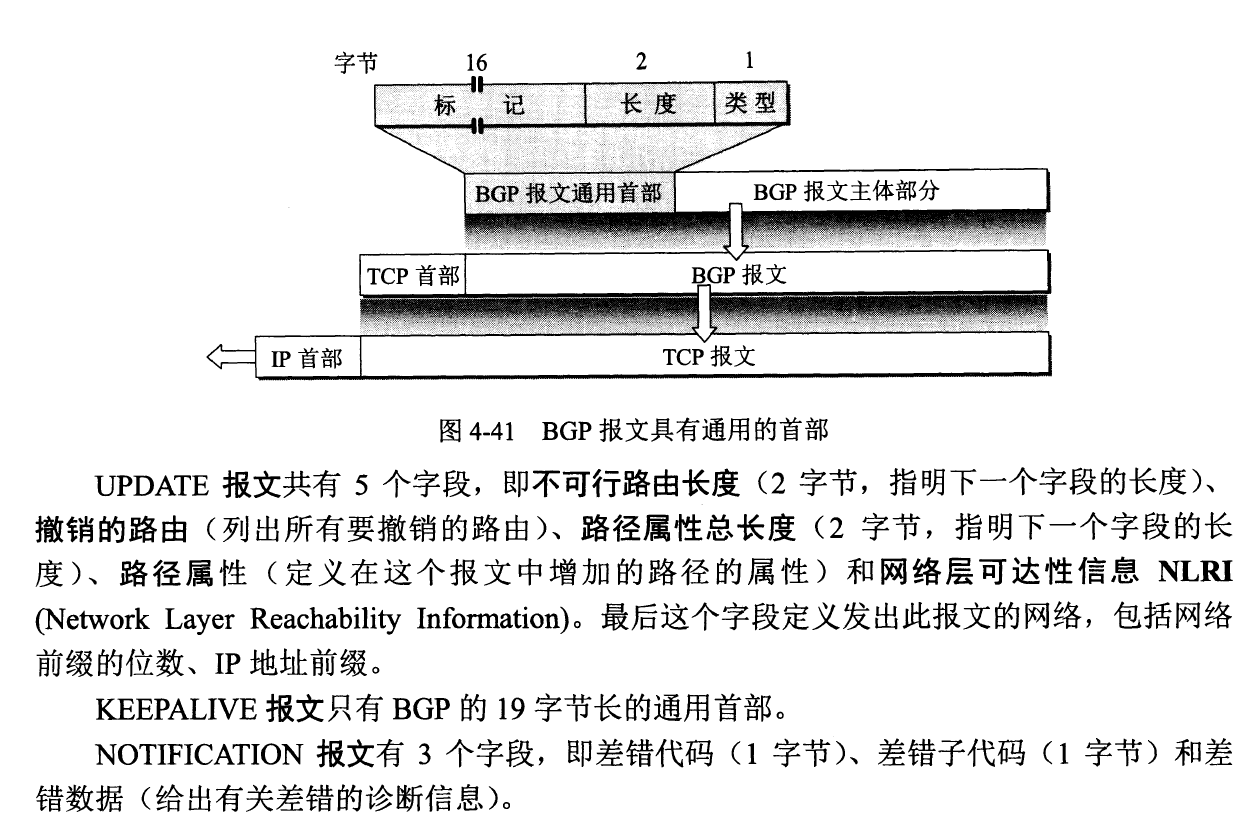 字节 16 2 1
标 记 长 度 类 型
BGP 报文通用首部 BGP 报文主体部分
TCP 首部 BGP 报文
IP 首部 TCP 报文
图 4-41 BGP 报文具有通用的首部
UPDATE 报文共有 5 个字段，即不可行路由长度（2 字节，指明下一个字段的长度）、
撤销的路由（列出所有要撤销的路由）、路径属性总长度（2 字节，指明下一个字段的长
度）、路径属性（定义在这个报文中增加的路径的属性）和网络层可达性信息 NLRI
(Network Layer Reachability Information)。最后这个字段定义发出此报文的网络，包括网络
前缀的位数、IP 地址前缀。
KEEPALIVE 报文只有 BGP 的 19 字节长的通用首部。
NOTIFICATION 报文有 3 个字段，即差错代码（1 字节）、差错子代码（1 字节）和差
错数据（给出有关差错的诊断信息）。